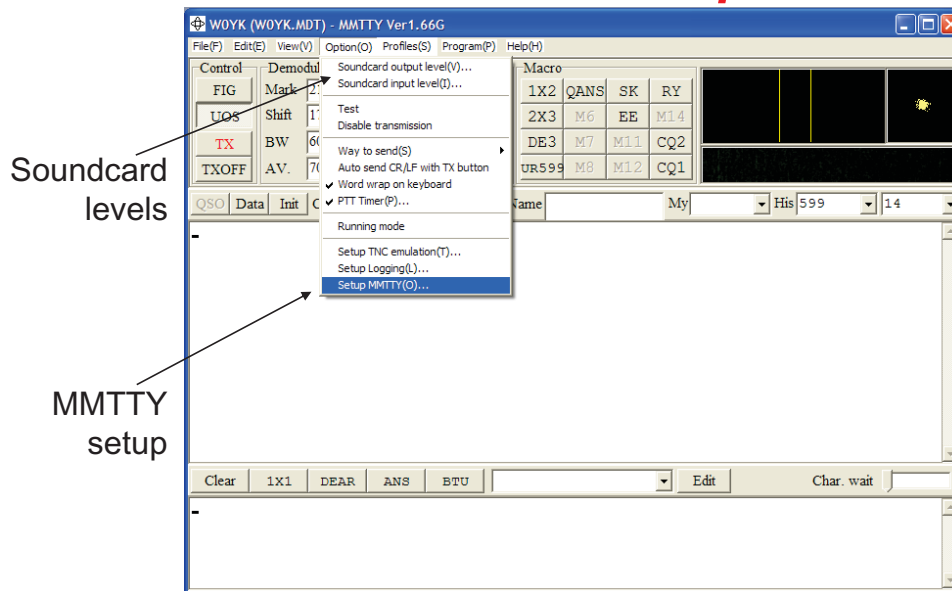 W0YK (W0YK.MDT) - MMTTY Ver1.66G
File(F) Edit(E) View(V) Option(O) Profiles(S) Program(P) Help(H)
Control
FIG
UOS
TX
TXOFF
Mark
Shift
BW
AV.
Soundcard output level(V)...
Soundcard input level(I)...
Test
Disable transmission
Way to send(S)
Auto send CR/LF with TX button
Word wrap on keyboard
PTT Timer(P)...
Running mode
Setup TNC emulation(T)...
Setup Logging(L)...
Setup MMTTY(O)...
Macro
1X2 QANS SK RY
2X3 M6 EE M14
DE3 M7 M11 CQ2
UR599 M8 M12 CQ1
Soundcard
levels
QSO Data Init Name My His 599 14
MMTTY
setup
Clear 1X1 DEAR ANS BTU Edit Char. wait